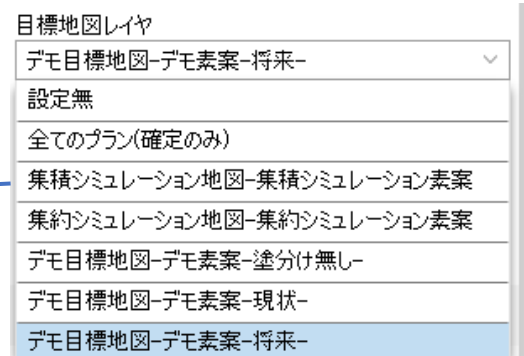 目標地図レイヤ
デモ目標地図-デモ素案-将来-
設定無
全てのプラン(確定のみ)
集積シミュレーション地図-集積シミュレーション素案
集約シミュレーション地図-集約シミュレーション素案
デモ目標地図-デモ素案-塗分け無し-
デモ目標地図-デモ素案-現状-
デモ目標地図-デモ素案-将来-